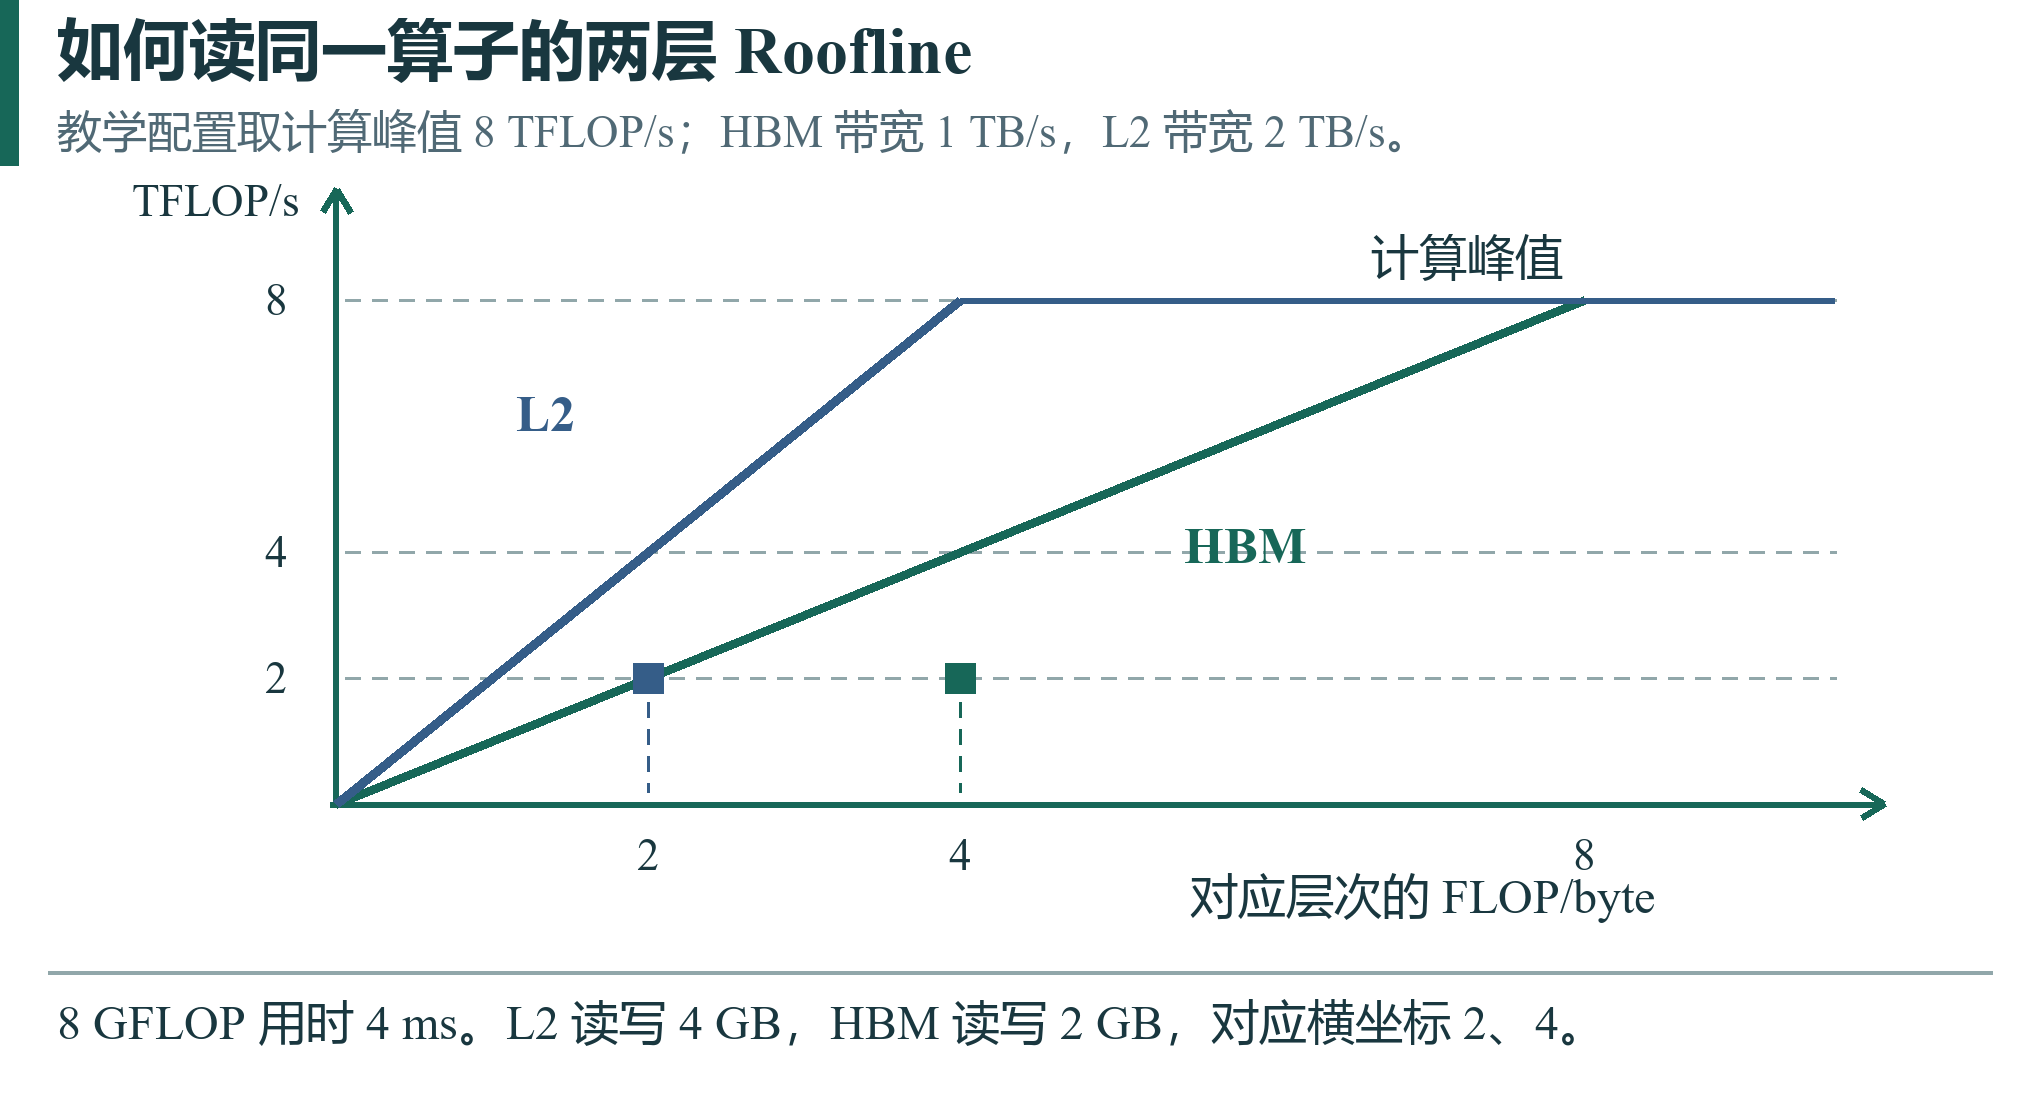 如何读同一算子的两层 Roofline
教学配置取计算峰值 8 TFLOP/s；HBM 带宽 1 TB/s，L2 带宽 2 TB/s。
TFLOP/s
计算峰值
8
L2
4
HBM
2
2
4
8
对应层次的 FLOP/byte
8 GFLOP 用时 4 ms。L2 读写 4 GB，HBM 读写 2 GB，对应横坐标 2、4。